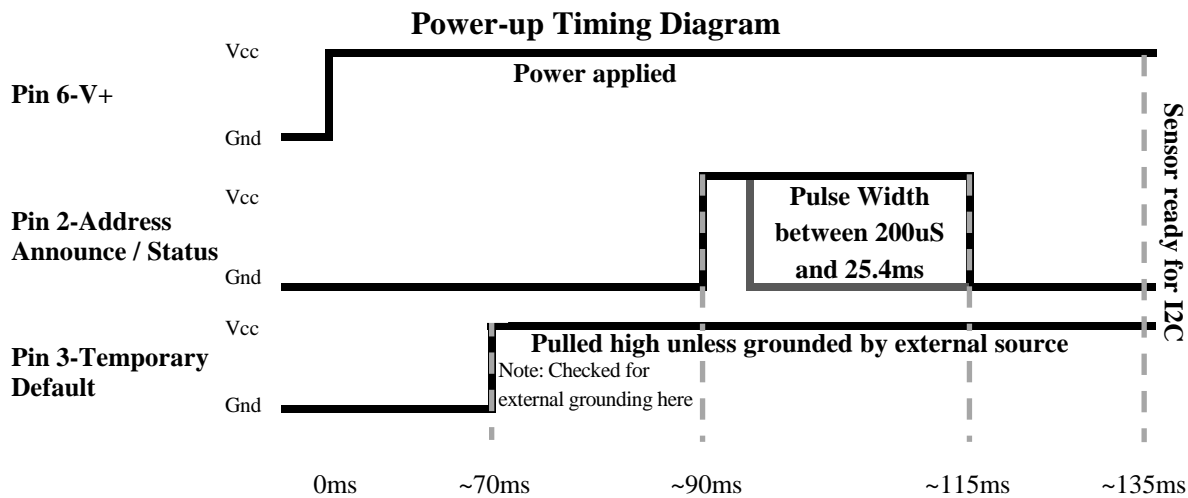 Power-up Timing Diagram
Vcc
Power applied
Pin 6-V+
Gnd
Sensor ready for I2C
Vcc
Pulse Width
between 200uS
and 25.4ms
Pin 2-Address
Announce / Status
Gnd
Vcc
Pulled high unless grounded by external source
Pin 3-Temporary
Default
Note: Checked for
external grounding here
Gnd
0ms
~70ms
~90ms
~115ms
~135ms